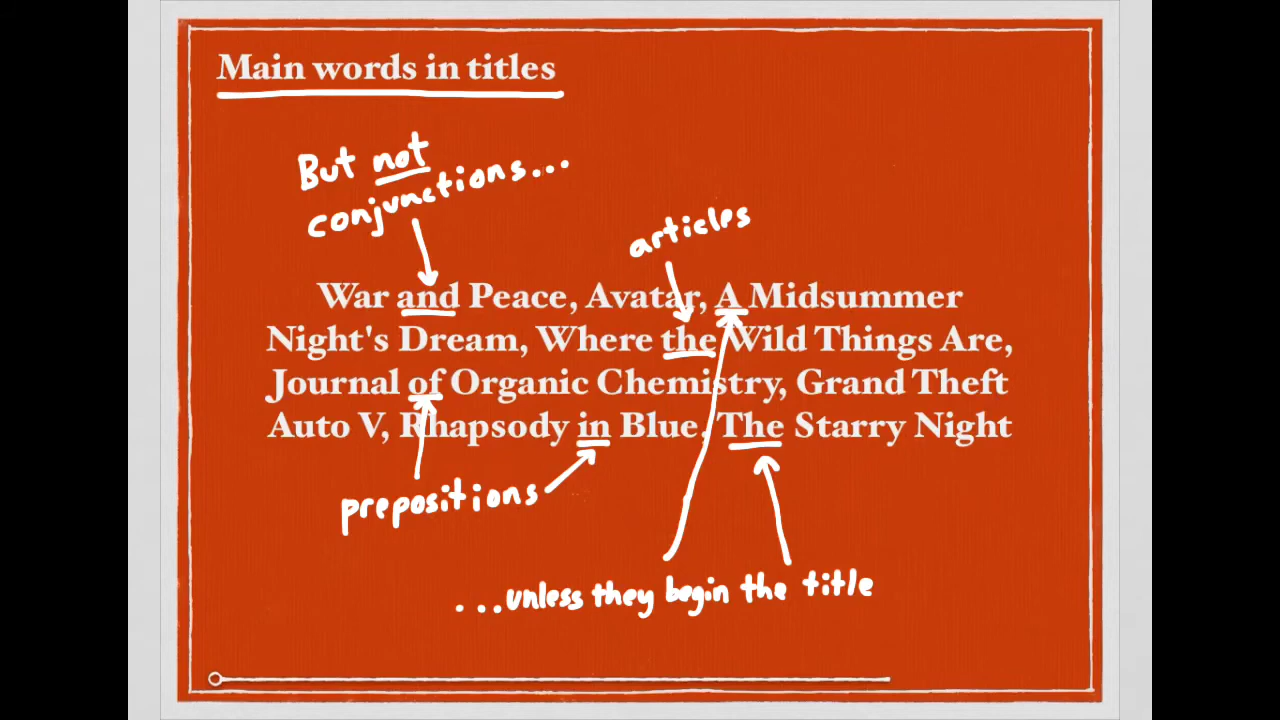 Main words in titles
But not
conjunctions...
articles
War and Peace, Avatar, A Midsummer
Night's Dream, Where the Wild Things Are,
Journal of Organic Chemistry, Grand Theft
Auto V, Rhapsody in Blue, The Starry Night
prepositions
...unless they begin the title